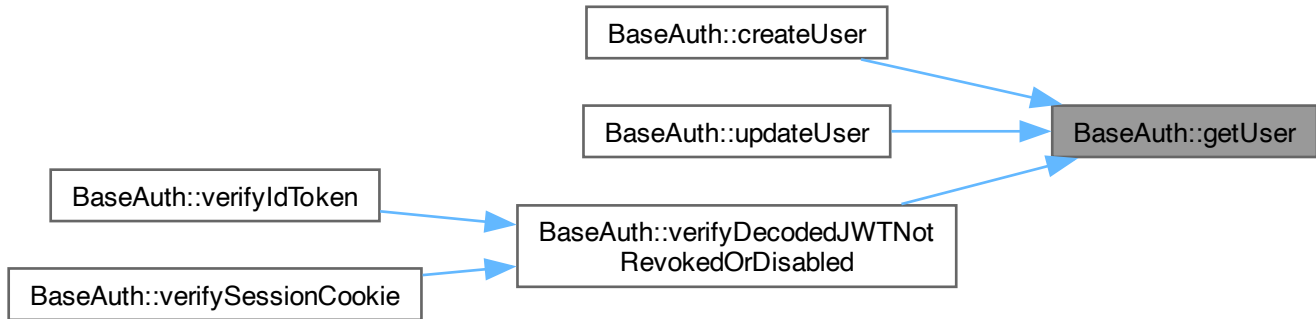 BaseAuth::createUser
BaseAuth::updateUser
BaseAuth::getUser
BaseAuth::verifyIdToken
BaseAuth::verifyDecodedJWTNot
RevokedOrDisabled
BaseAuth::verifySessionCookie